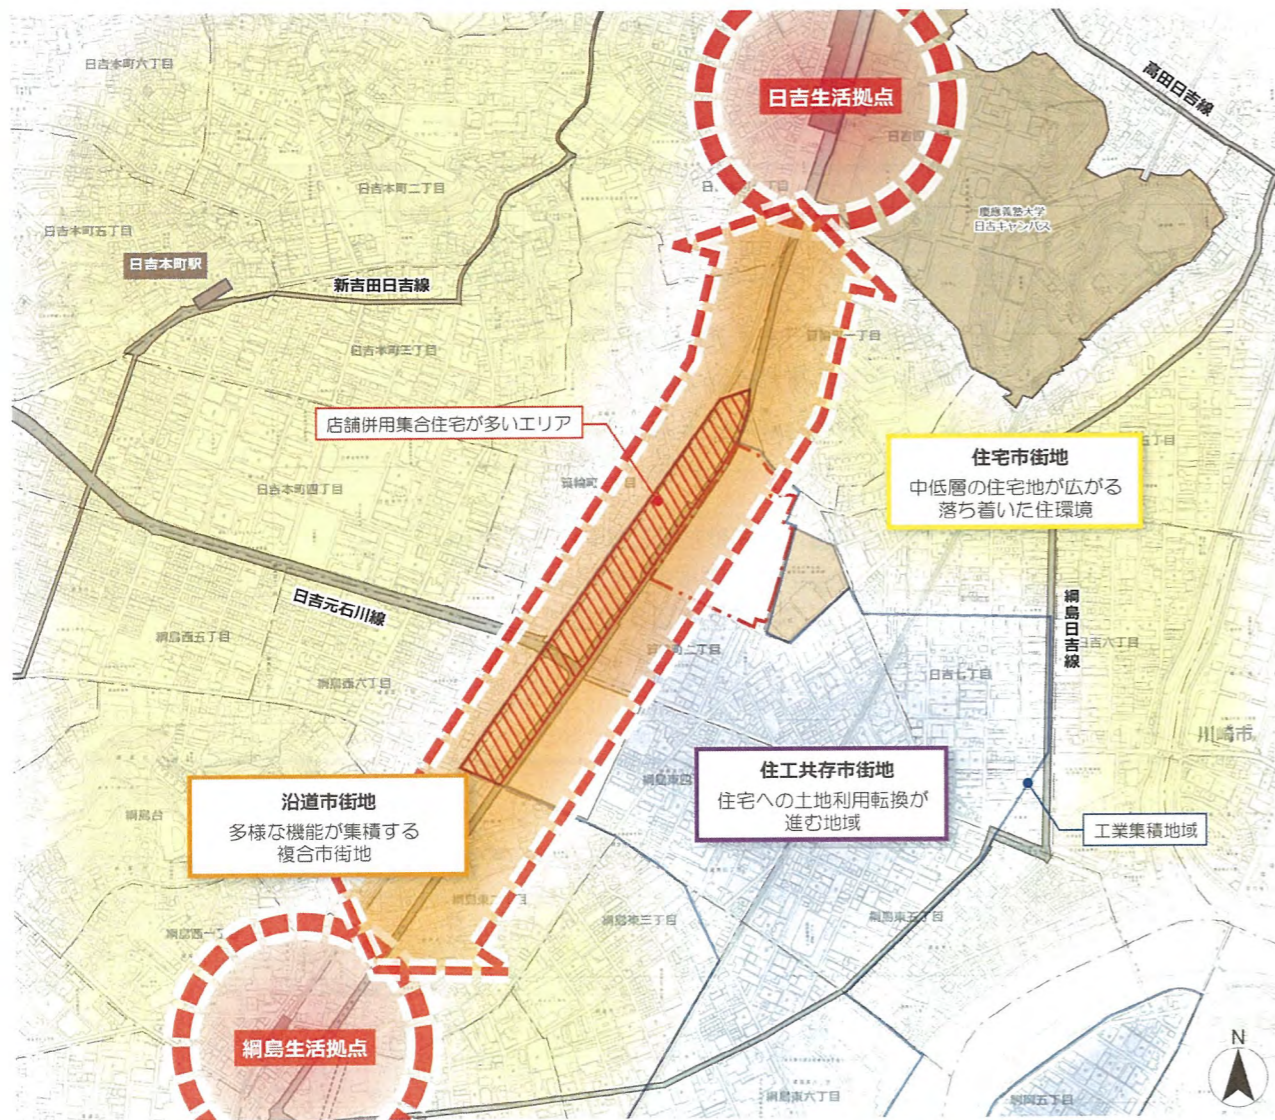 日吉本町六丁目
日吉生活拠点
高田日吉線
日吉本町二丁目
慶應義塾大学
日吉キャンパス
日吉本町五丁目
日吉本町駅
新吉田日吉線
日吉本町三丁目
店舗併用集合住宅が多いエリア
住宅市街地
中低層の住宅地が広がる
落ち着いた住環境
日吉本町四丁目
日吉元石川線
綱島日吉線
綱島西五丁目
日吉六丁目
綱島西六丁目
日吉七丁目
川崎市
住工共存市街地
住宅への土地利用転換が
進む地域
沿道市街地
多様な機能が集積する
複合市街地
綱島台
工業集積地域
綱島東三丁目
綱島東五丁目
綱島生活拠点
N
綱島東六丁目